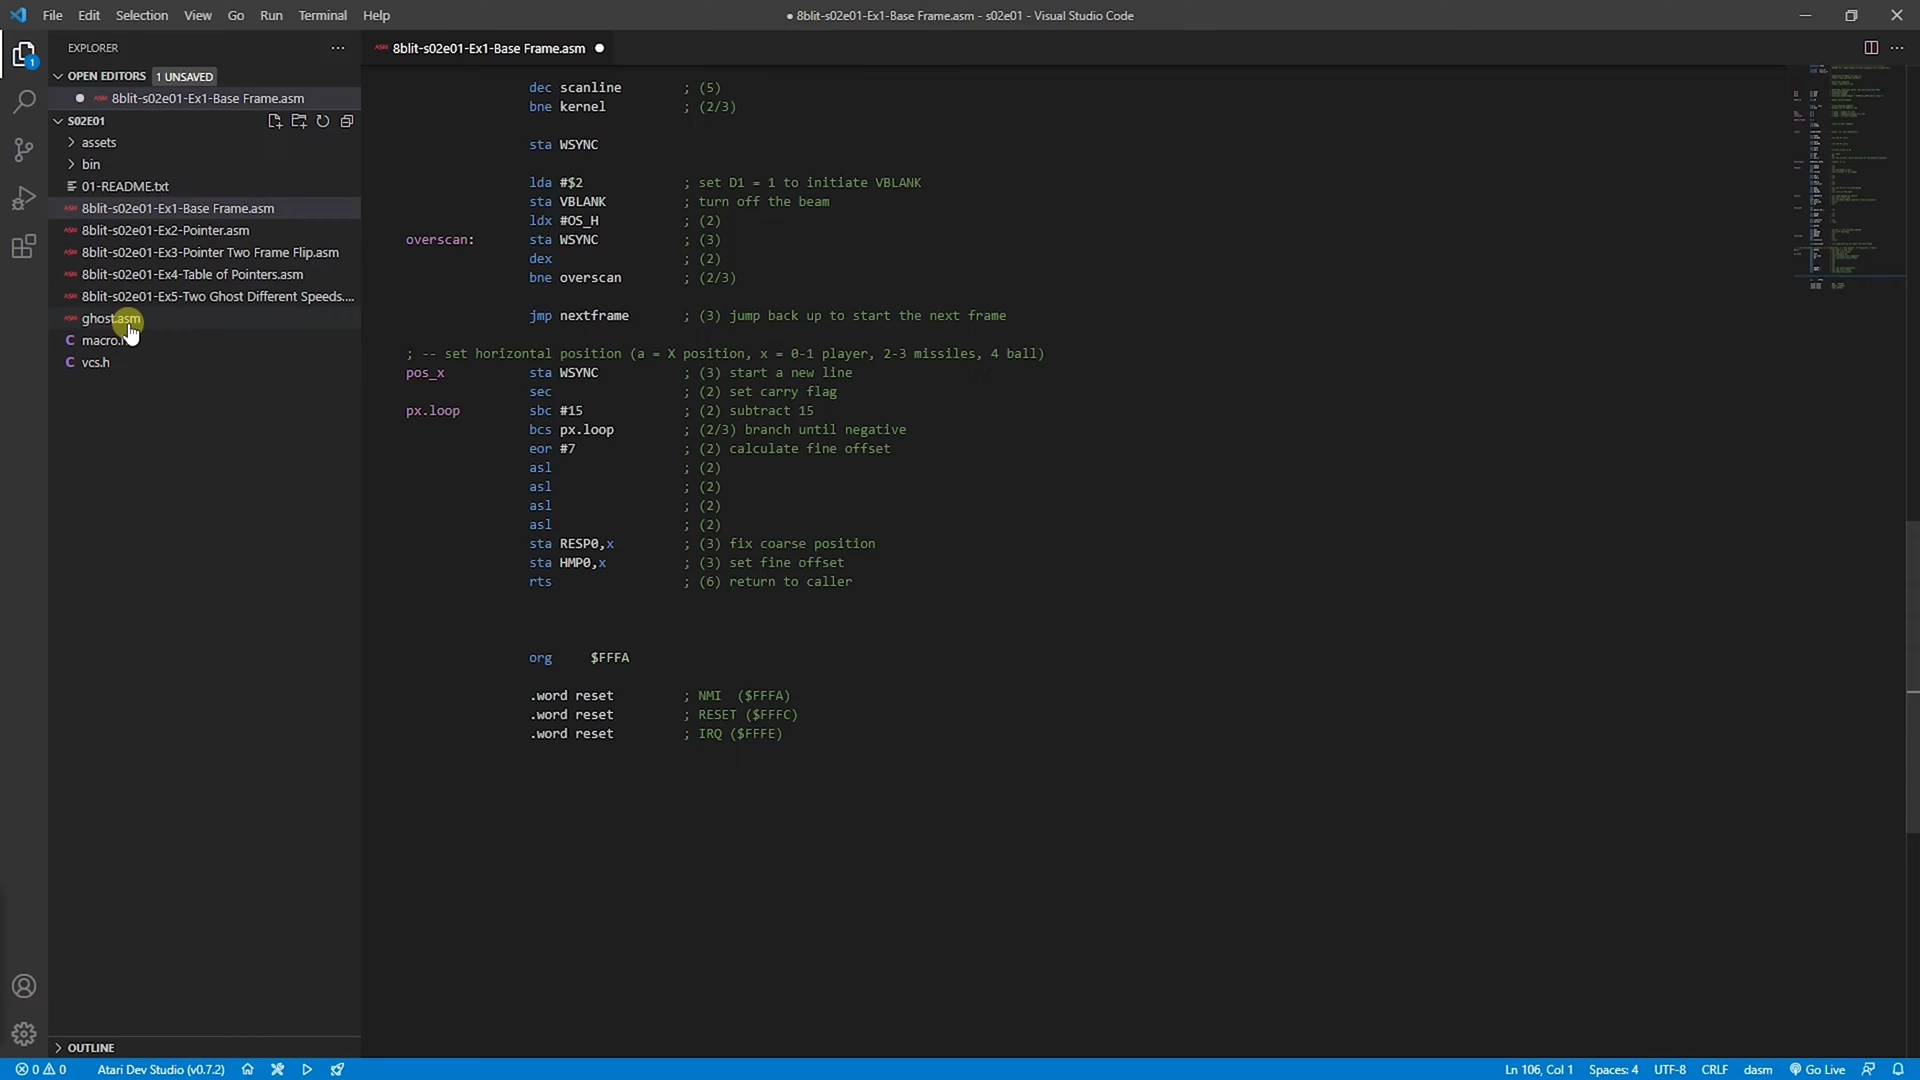 File Edit Selection View Go Run Terminal Help
● 8blit-s02e01-Ex1-Base Frame.asm - s02e01 - Visual Studio Code
EXPLORER
OPEN EDITORS 1 UNSAVED
ASM 8blit-s02e01-Ex1-Base Frame.asm
S02E01
assets
bin
01-README.txt
ASM 8blit-s02e01-Ex1-Base Frame.asm
ASM 8blit-s02e01-Ex2-Pointer.asm
ASM 8blit-s02e01-Ex3-Pointer Two Frame Flip.asm
ASM 8blit-s02e01-Ex4-Table of Pointers.asm
ASM 8blit-s02e01-Ex5-Two Ghost Different Speeds....
ASM ghost.asm
C macro.h
C vcs.h
OUTLINE
1
ASM 8blit-s02e01-Ex1-Base Frame.asm ●
dec scanline ; (5)
bne kernel ; (2/3)
sta WSYNC
lda #$2 ; set D1 = 1 to initiate VBLANK
sta VBLANK ; turn off the beam
ldx #OS_H ; (2)
overscan: sta WSYNC ; (3)
dex ; (2)
bne overscan ; (2/3)
jmp nextframe ; (3) jump back up to start the next frame
; -- set horizontal position (a = X position, x = 0-1 player, 2-3 missiles, 4 ball)
pos_x sta WSYNC ; (3) start a new line
sec ; (2) set carry flag
px.loop sbc #15 ; (2) subtract 15
bcs px.loop ; (2/3) branch until negative
eor #7 ; (2) calculate fine offset
asl ; (2)
asl ; (2)
asl ; (2)
asl ; (2)
sta RESP0,x ; (3) fix coarse position
sta HMP0,x ; (3) set fine offset
rts ; (6) return to caller
org $FFFA
.word reset ; NMI ($FFFA)
.word reset ; RESET ($FFFC)
.word reset ; IRQ ($FFFE)
0 0 Atari Dev Studio (v0.7.2) Ln 106, Col 1 Spaces: 4 UTF-8 CRLF dasm Go Live